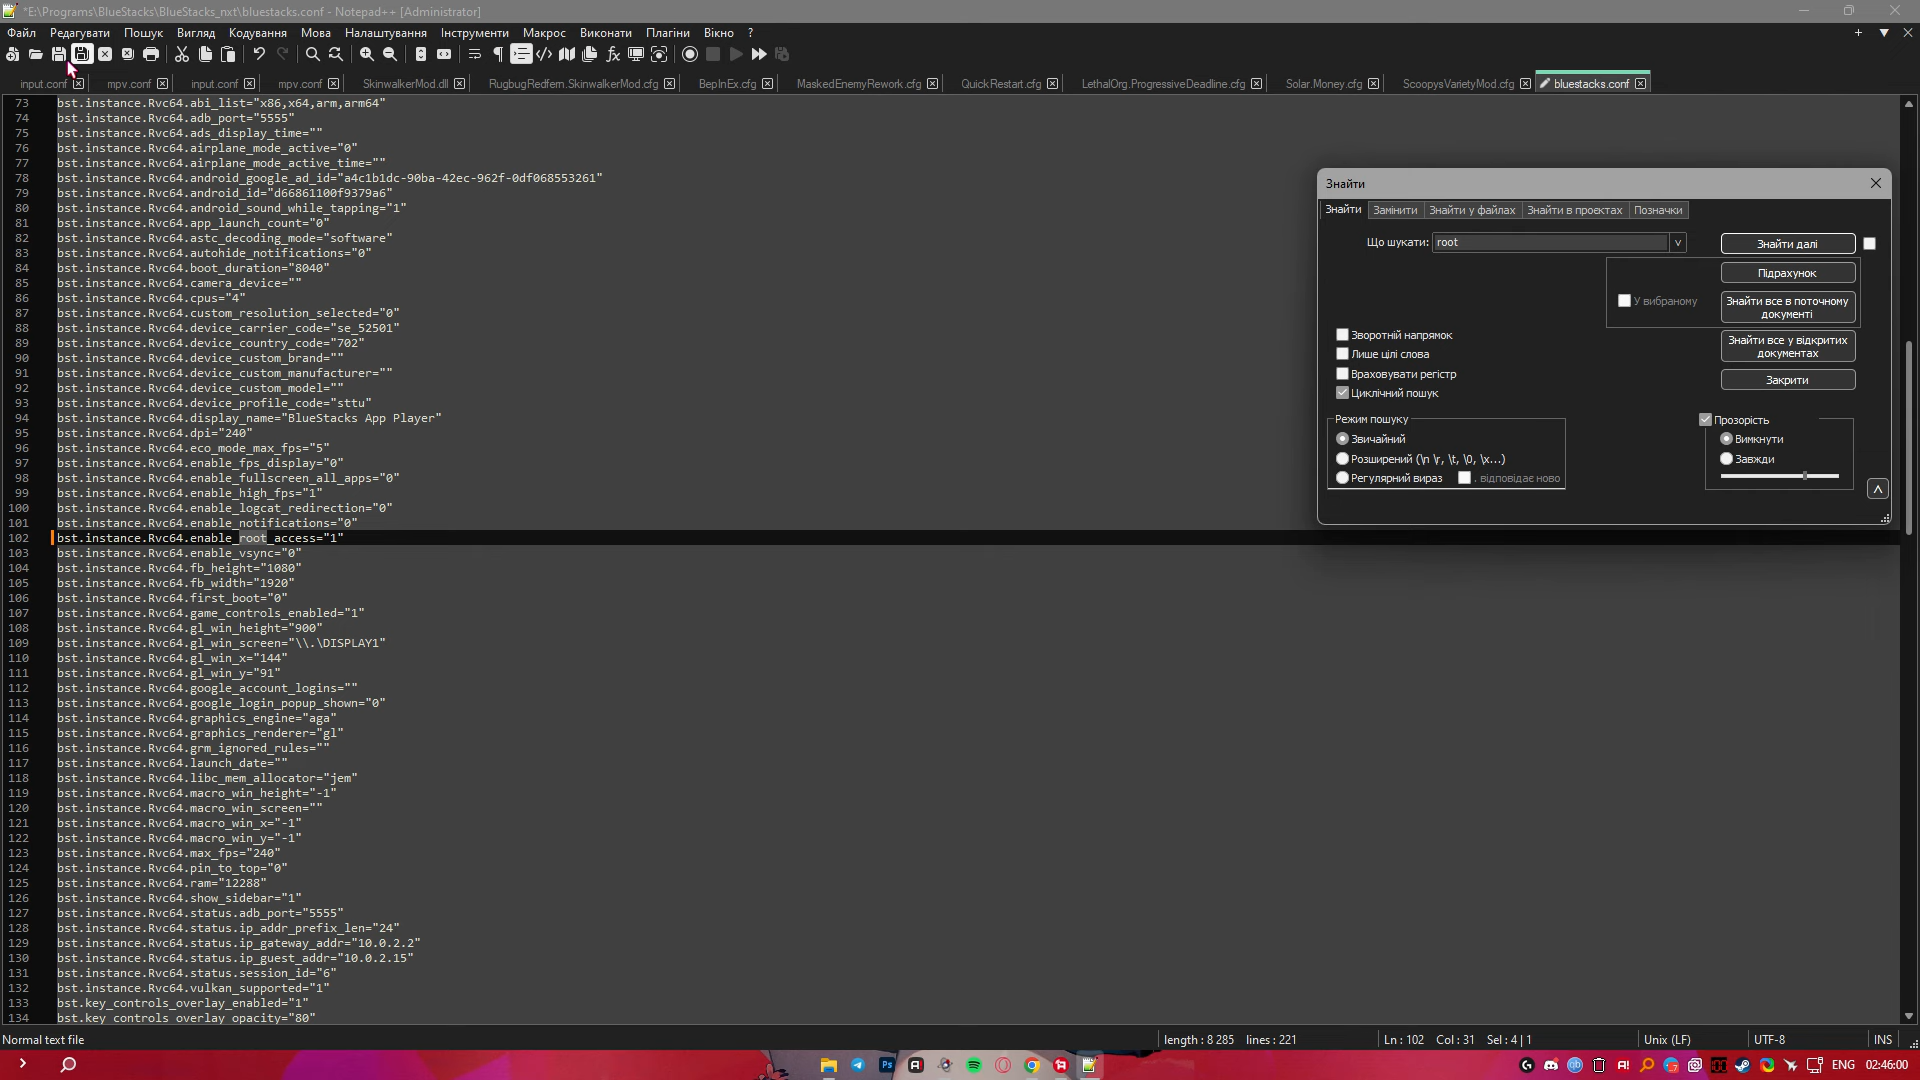 *E:\Programs\BlueStacks\BlueStacks_nxt\bluestacks.conf - Notepad++ [Administrator]
Файл Редагувати Пошук Вигляд Кодування Мова Налаштування Інструменти Макрос Виконати Плагіни Вікно ?
input.conf mpv.conf input.conf mpv.conf SkinwalkerMod.dll RugbugRedfern.SkinwalkerMod.cfg BepInEx.cfg MaskedEnemyRework.cfg QuickRestart.cfg LethalOrg.ProgressiveDeadline.cfg Solar.Money.cfg ScoopysVarietyMod.cfg bluestacks.conf
73 bst.instance.Rvc64.abi_list="x86,x64,arm,arm64"
74 bst.instance.Rvc64.adb_port="5555"
75 bst.instance.Rvc64.ads_display_time=""
76 bst.instance.Rvc64.airplane_mode_active="0"
77 bst.instance.Rvc64.airplane_mode_active_time=""
78 bst.instance.Rvc64.android_google_ad_id="a4c1b1dc-90ba-42ec-962f-0df068553261"
79 bst.instance.Rvc64.android_id="d66861100f9379a6"
80 bst.instance.Rvc64.android_sound_while_tapping="1"
81 bst.instance.Rvc64.app_launch_count="0"
82 bst.instance.Rvc64.astc_decoding_mode="software"
83 bst.instance.Rvc64.autohide_notifications="0"
84 bst.instance.Rvc64.boot_duration="8040"
85 bst.instance.Rvc64.camera_device=""
86 bst.instance.Rvc64.cpus="4"
87 bst.instance.Rvc64.custom_resolution_selected="0"
88 bst.instance.Rvc64.device_carrier_code="se_52501"
89 bst.instance.Rvc64.device_country_code="702"
90 bst.instance.Rvc64.device_custom_brand=""
91 bst.instance.Rvc64.device_custom_manufacturer=""
92 bst.instance.Rvc64.device_custom_model=""
93 bst.instance.Rvc64.device_profile_code="sttu"
94 bst.instance.Rvc64.display_name="BlueStacks App Player"
95 bst.instance.Rvc64.dpi="240"
96 bst.instance.Rvc64.eco_mode_max_fps="5"
97 bst.instance.Rvc64.enable_fps_display="0"
98 bst.instance.Rvc64.enable_fullscreen_all_apps="0"
99 bst.instance.Rvc64.enable_high_fps="1"
100 bst.instance.Rvc64.enable_logcat_redirection="0"
101 bst.instance.Rvc64.enable_notifications="0"
102 bst.instance.Rvc64.enable_root_access="1"
103 bst.instance.Rvc64.enable_vsync="0"
104 bst.instance.Rvc64.fb_height="1080"
105 bst.instance.Rvc64.fb_width="1920"
106 bst.instance.Rvc64.first_boot="0"
107 bst.instance.Rvc64.game_controls_enabled="1"
108 bst.instance.Rvc64.gl_win_height="900"
109 bst.instance.Rvc64.gl_win_screen="\\.\DISPLAY1"
110 bst.instance.Rvc64.gl_win_x="144"
111 bst.instance.Rvc64.gl_win_y="91"
112 bst.instance.Rvc64.google_account_logins=""
113 bst.instance.Rvc64.google_login_popup_shown="0"
114 bst.instance.Rvc64.graphics_engine="aga"
115 bst.instance.Rvc64.graphics_renderer="gl"
116 bst.instance.Rvc64.grm_ignored_rules=""
117 bst.instance.Rvc64.launch_date=""
118 bst.instance.Rvc64.libc_mem_allocator="jem"
119 bst.instance.Rvc64.macro_win_height="-1"
120 bst.instance.Rvc64.macro_win_screen=""
121 bst.instance.Rvc64.macro_win_x="-1"
122 bst.instance.Rvc64.macro_win_y="-1"
123 bst.instance.Rvc64.max_fps="240"
124 bst.instance.Rvc64.pin_to_top="0"
125 bst.instance.Rvc64.ram="12288"
126 bst.instance.Rvc64.show_sidebar="1"
127 bst.instance.Rvc64.status.adb_port="5555"
128 bst.instance.Rvc64.status.ip_addr_prefix_len="24"
129 bst.instance.Rvc64.status.ip_gateway_addr="10.0.2.2"
130 bst.instance.Rvc64.status.ip_guest_addr="10.0.2.15"
131 bst.instance.Rvc64.status.session_id="6"
132 bst.instance.Rvc64.vulkan_supported="1"
133 bst.key_controls_overlay_enabled="1"
134 bst.key_controls_overlay_opacity="80"
Знайти
Знайти Замінити Знайти у файлах Знайти в проєктах Позначки
Що шукати: root Знайти далі
Підрахунок
У вибраному Знайти все в поточному
документі
Зворотній напрямок Знайти все у відкритих
Лише цілі слова документах
Враховувати регістр Закрити
Циклічний пошук
Режим пошуку Прозорість
Звичайний Вимкнути
Розширений (\n \r, \t, \0, \x...) Завжди
Регулярний вираз . відповідає ново
Normal text file length : 8 285 lines : 221 Ln : 102 Col : 31 Sel : 4 | 1 Unix (LF) UTF-8 INS
ENG 02:46:00